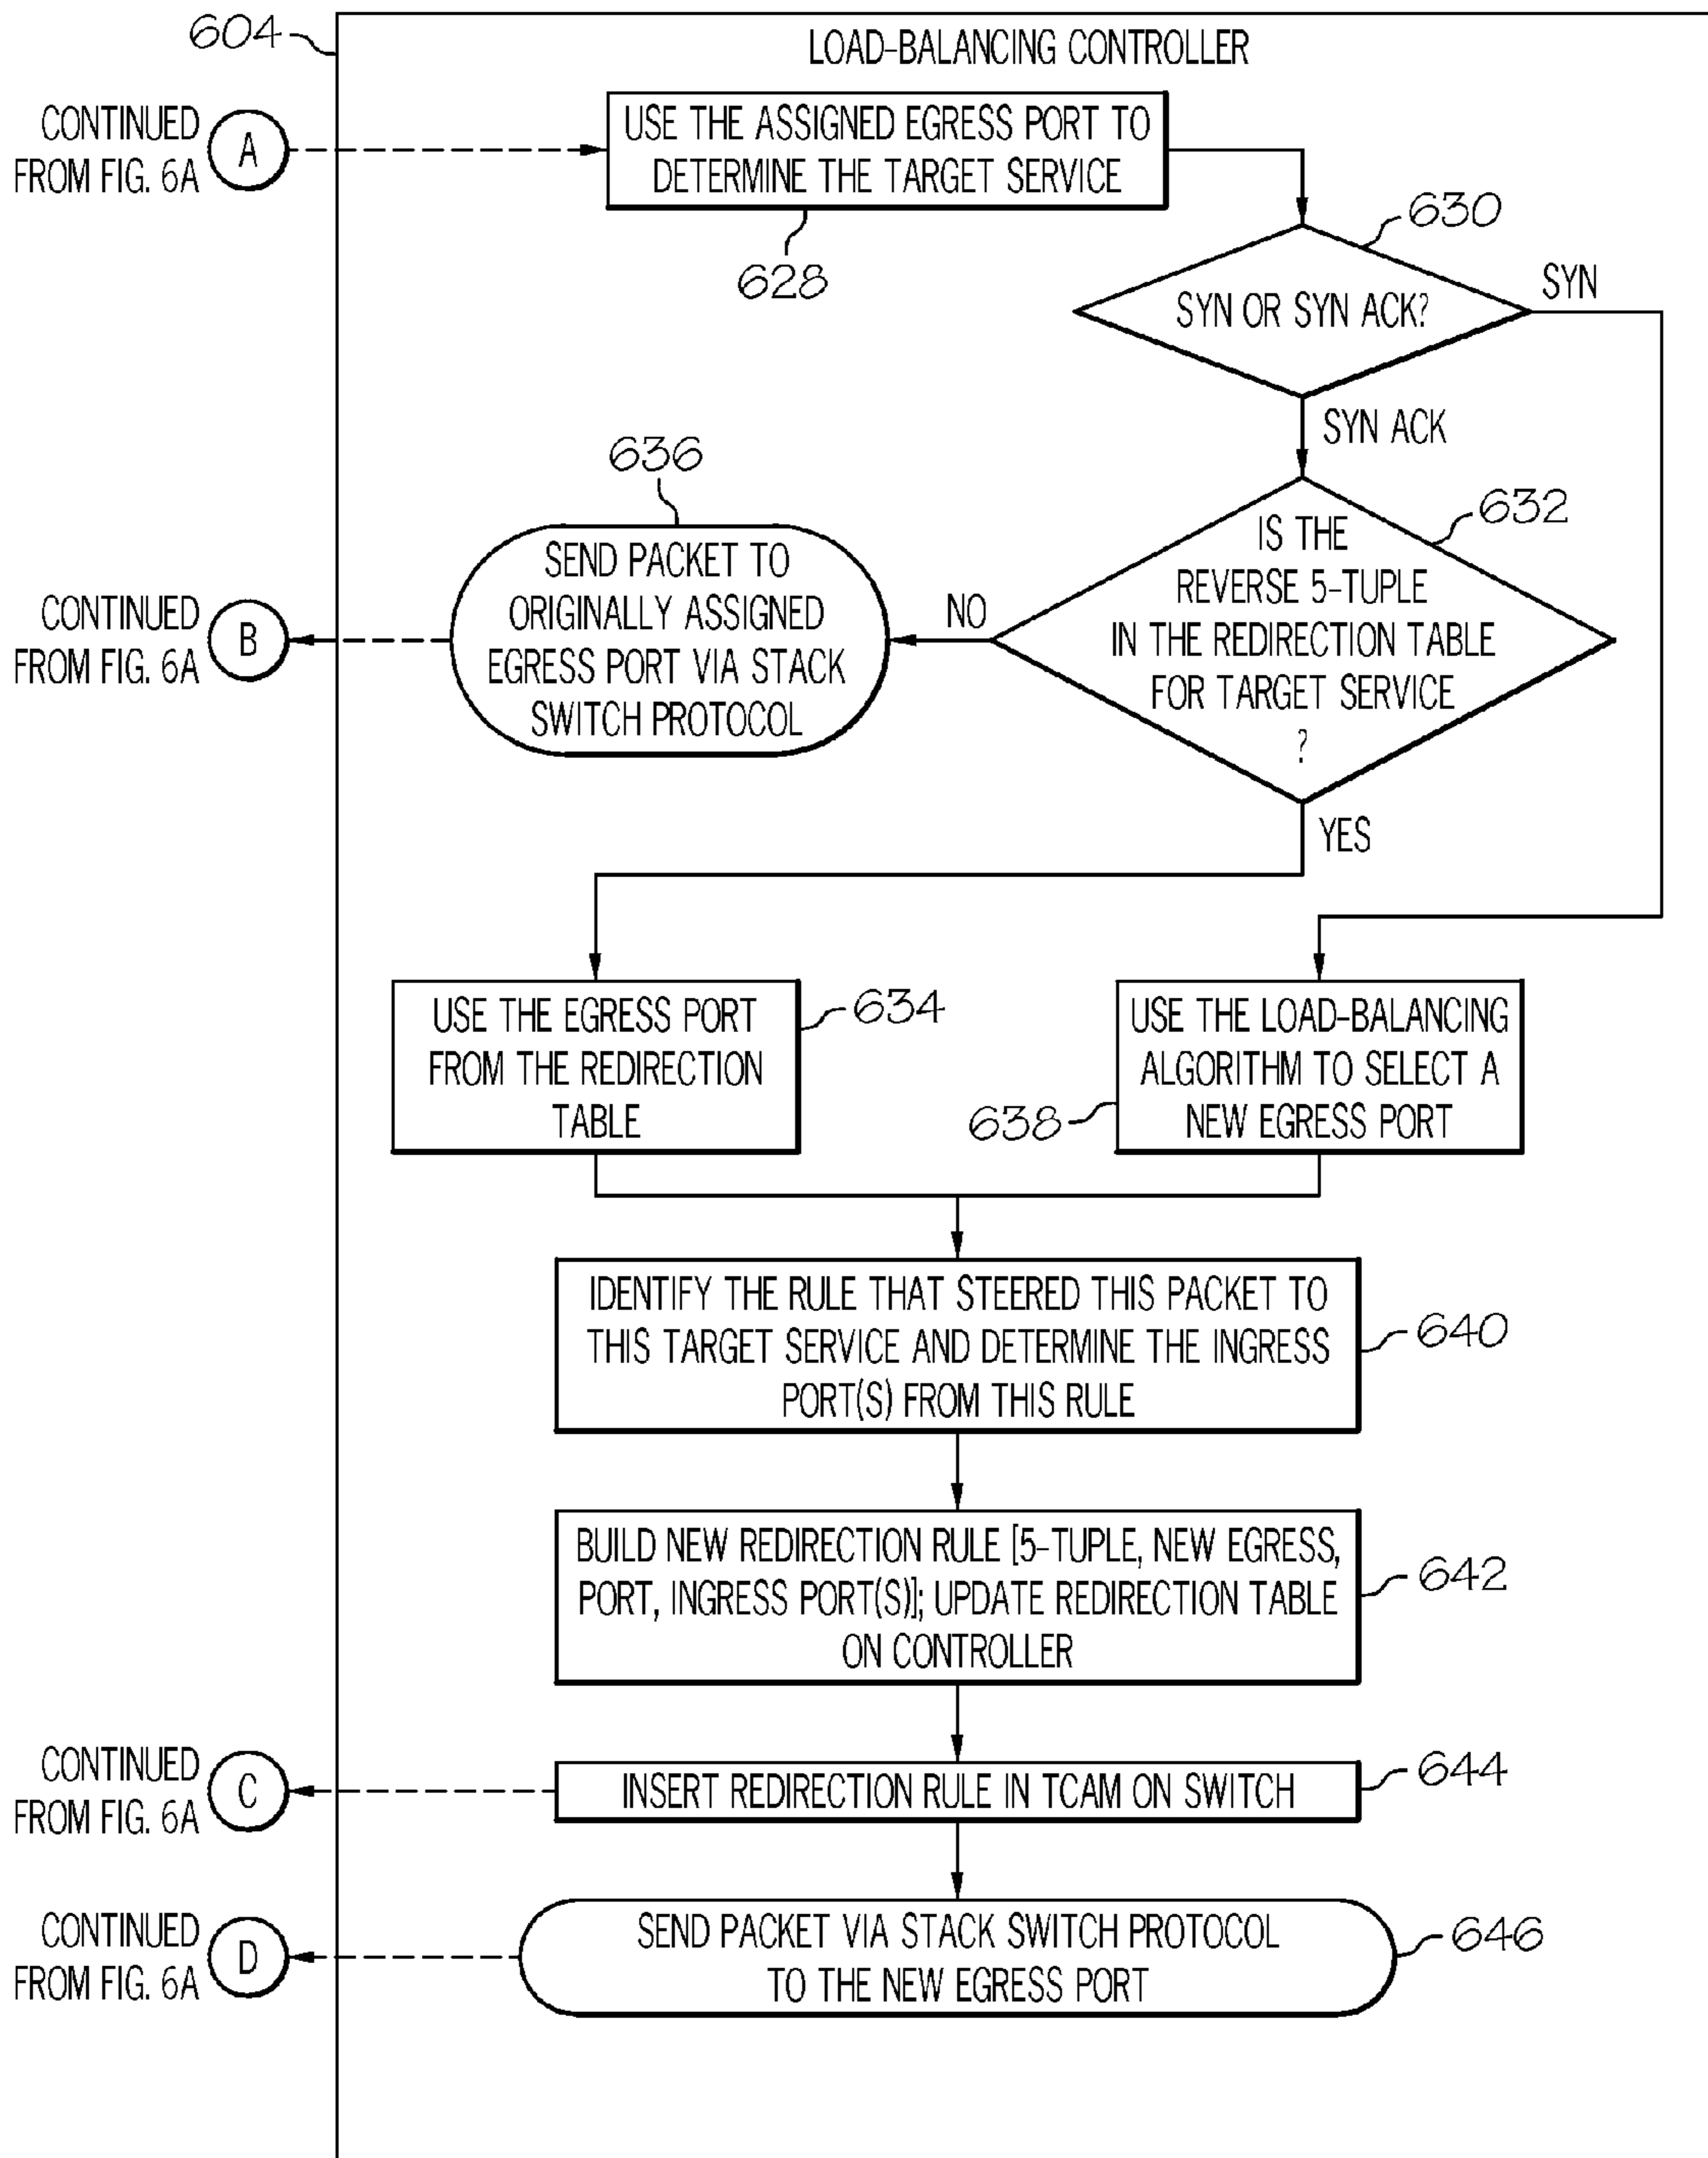 604
LOAD-BALANCING CONTROLLER
CONTINUED
FROM FIG. 6A
A
USE THE ASSIGNED EGRESS PORT TO
DETERMINE THE TARGET SERVICE
628
630
SYN OR SYN ACK?
SYN
SYN ACK
632
IS THE
REVERSE 5-TUPLE
IN THE REDIRECTION TABLE
FOR TARGET SERVICE
?
NO
636
SEND PACKET TO
ORIGINALLY ASSIGNED
EGRESS PORT VIA STACK
SWITCH PROTOCOL
CONTINUED
FROM FIG. 6A
B
YES
USE THE EGRESS PORT
FROM THE REDIRECTION
TABLE
634
USE THE LOAD-BALANCING
ALGORITHM TO SELECT A
NEW EGRESS PORT
638
IDENTIFY THE RULE THAT STEERED THIS PACKET TO
THIS TARGET SERVICE AND DETERMINE THE INGRESS
PORT(S) FROM THIS RULE
640
BUILD NEW REDIRECTION RULE [5-TUPLE, NEW EGRESS,
PORT, INGRESS PORT(S)]; UPDATE REDIRECTION TABLE
ON CONTROLLER
642
CONTINUED
FROM FIG. 6A
C
INSERT REDIRECTION RULE IN TCAM ON SWITCH
644
CONTINUED
FROM FIG. 6A
D
SEND PACKET VIA STACK SWITCH PROTOCOL
TO THE NEW EGRESS PORT
646